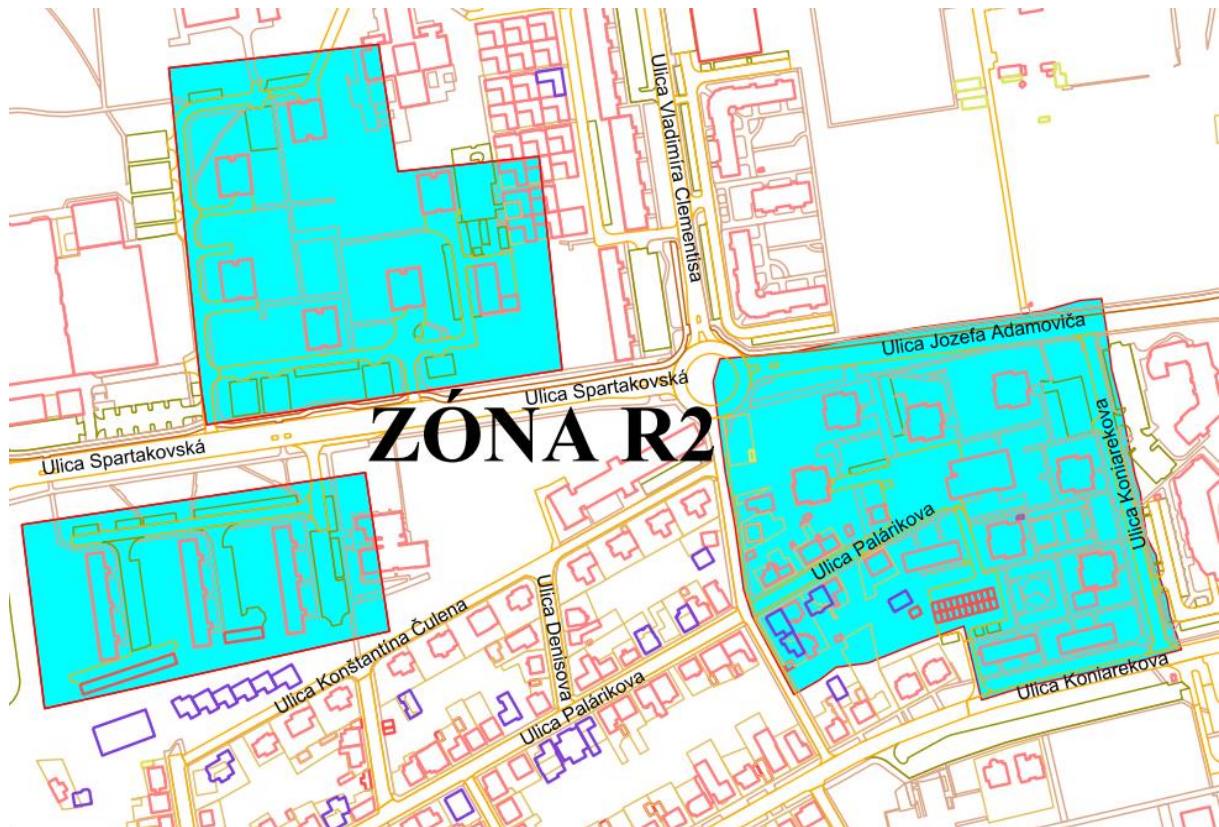 Ulica Vladimíra Clementisa
Ulica Jozefa Adamoviča
Ulica Spartakovská
ZÓNA R2
Ulica Spartakovská
Ulica Koniarekova
Ulica Palárikova
Ulica Konštantína Čulena
Ulica Denisova
Ulica Palárikova
Ulica Koniarekova